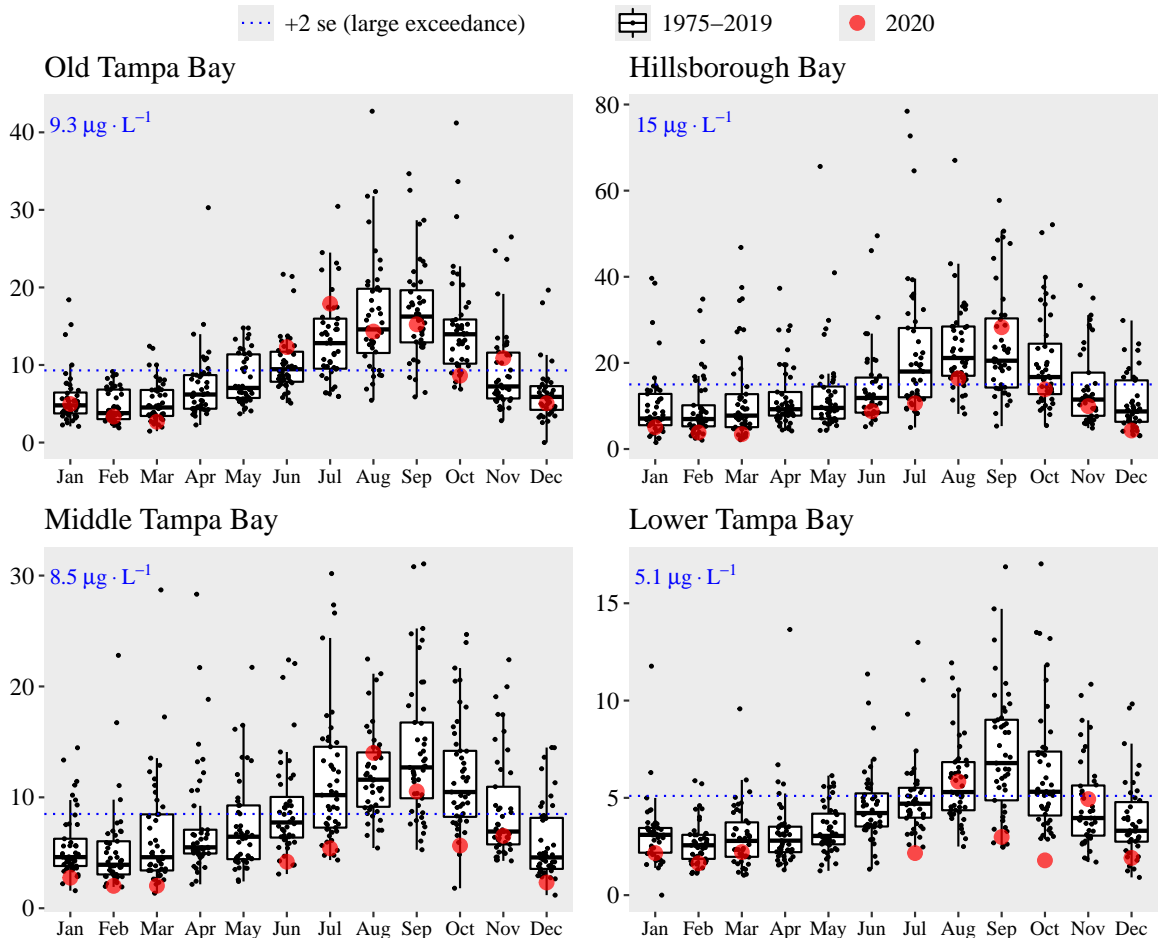 +2 se (large exceedance) 1975–2019 2020
Old Tampa Bay Hillsborough Bay
9.3 μg · L⁻¹ 15 μg · L⁻¹
40
30
20
10
0
Jan Feb Mar Apr May Jun Jul Aug Sep Oct Nov Dec
80
60
40
20
0
Jan Feb Mar Apr May Jun Jul Aug Sep Oct Nov Dec
Middle Tampa Bay Lower Tampa Bay
8.5 μg · L⁻¹ 5.1 μg · L⁻¹
30
20
10
0
Jan Feb Mar Apr May Jun Jul Aug Sep Oct Nov Dec
15
10
5
0
Jan Feb Mar Apr May Jun Jul Aug Sep Oct Nov Dec